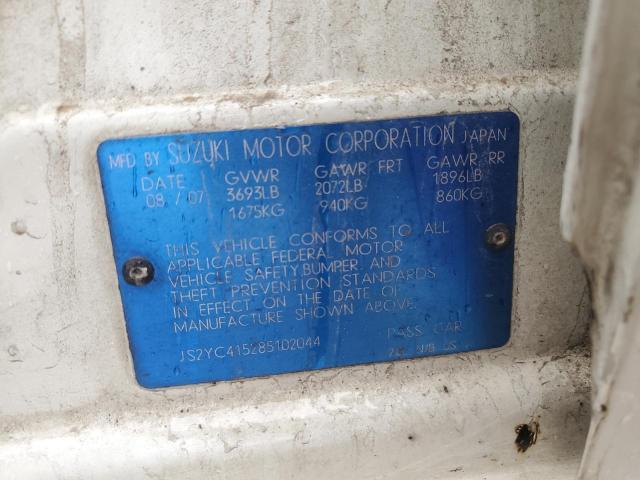 MFD BY SUZUKI MOTOR CORPORATION JAPAN
DATE GVWR GAWR FRT GAWR RR
08 / 07 3693LB 2072LB 1896LB
1675KG 940KG 860KG
THIS VEHICLE CONFORMS TO ALL
APPLICABLE FEDERAL MOTOR
VEHICLE SAFETY,BUMPER AND
THEFT PREVENTION STANDARDS
IN EFFECT ON THE DATE OF
MANUFACTURE SHOWN ABOVE.
JS2YC415285102044 PASS CAR